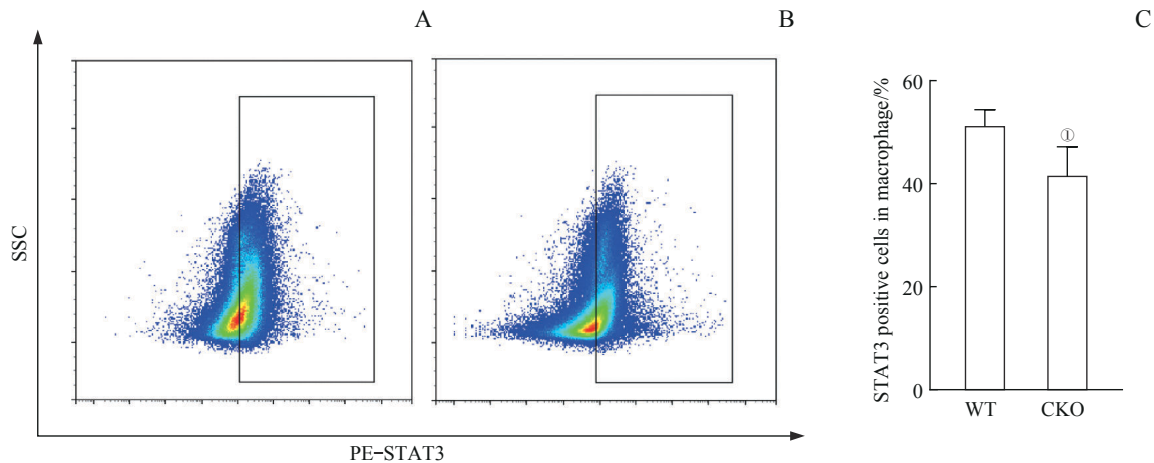 A
B
C
SSC
PE−STAT3
STAT3 positive cells in macrophage/%
60
40
20
0
①
WT
CKO